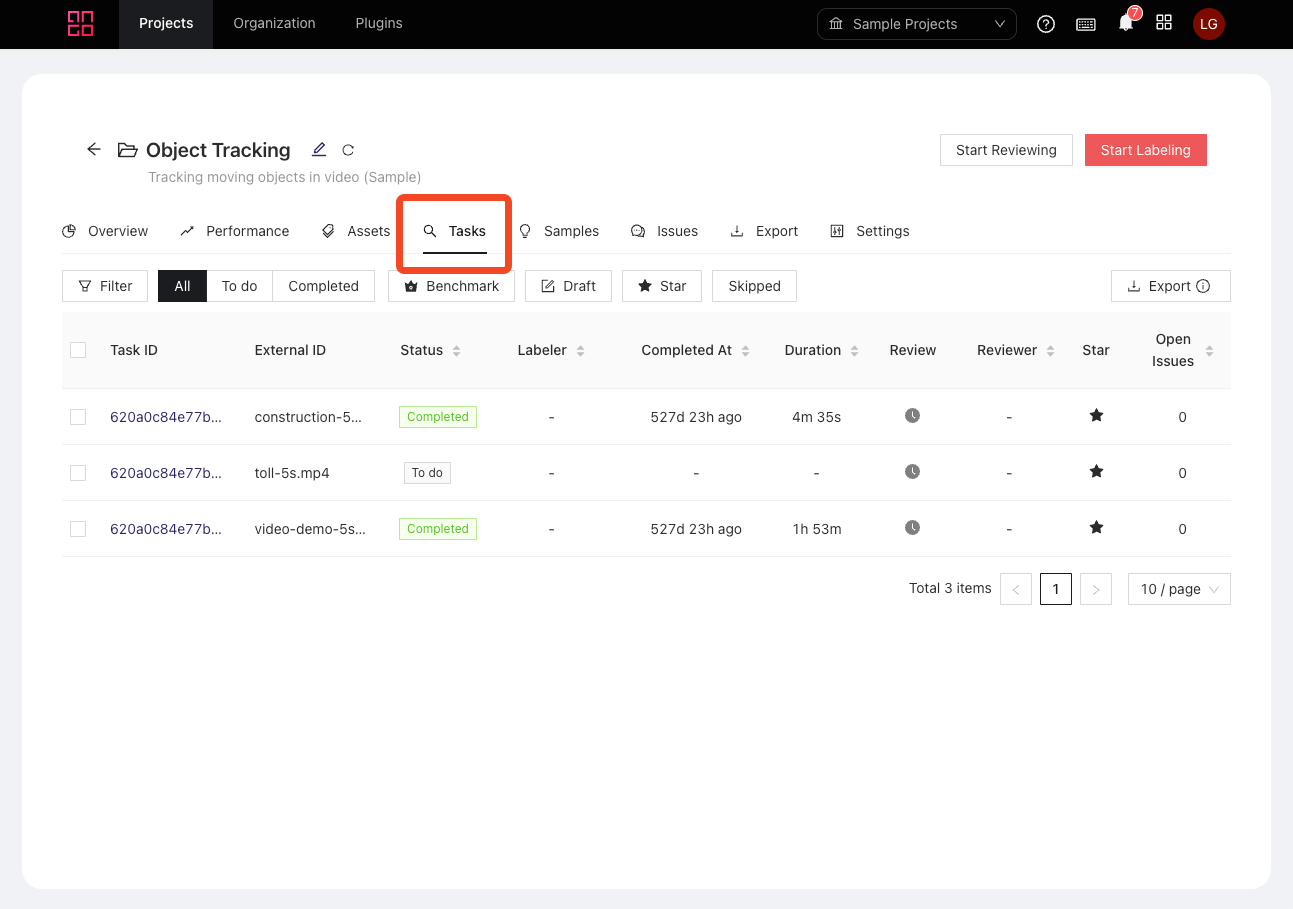 Projects Organization Plugins Sample Projects 7 LG
Object Tracking Start Reviewing Start Labeling
Tracking moving objects in video (Sample)
Overview Performance Assets Tasks Samples Issues Export Settings
Filter All To do Completed Benchmark Draft Star Skipped Export
Task ID External ID Status Labeler Completed At Duration Review Reviewer Star Open Issues
620a0c84e77b... construction-5... Completed - 527d 23h ago 4m 35s - 0
620a0c84e77b... toll-5s.mp4 To do - - - - 0
620a0c84e77b... video-demo-5s... Completed - 527d 23h ago 1h 53m - 0
Total 3 items < 1 > 10 / page